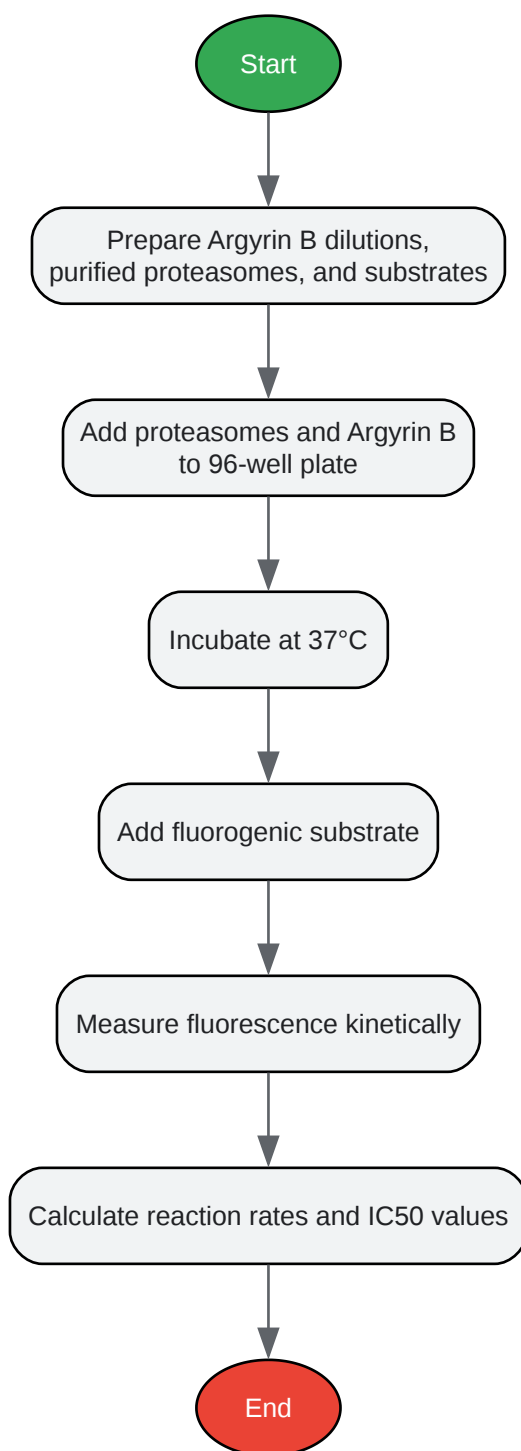 Start
Prepare Argyrin B dilutions,
purified proteasomes, and substrates
Add proteasomes and Argyrin B
to 96-well plate
Incubate at 37°C
Add fluorogenic substrate
Measure fluorescence kinetically
Calculate reaction rates and IC50 values
End